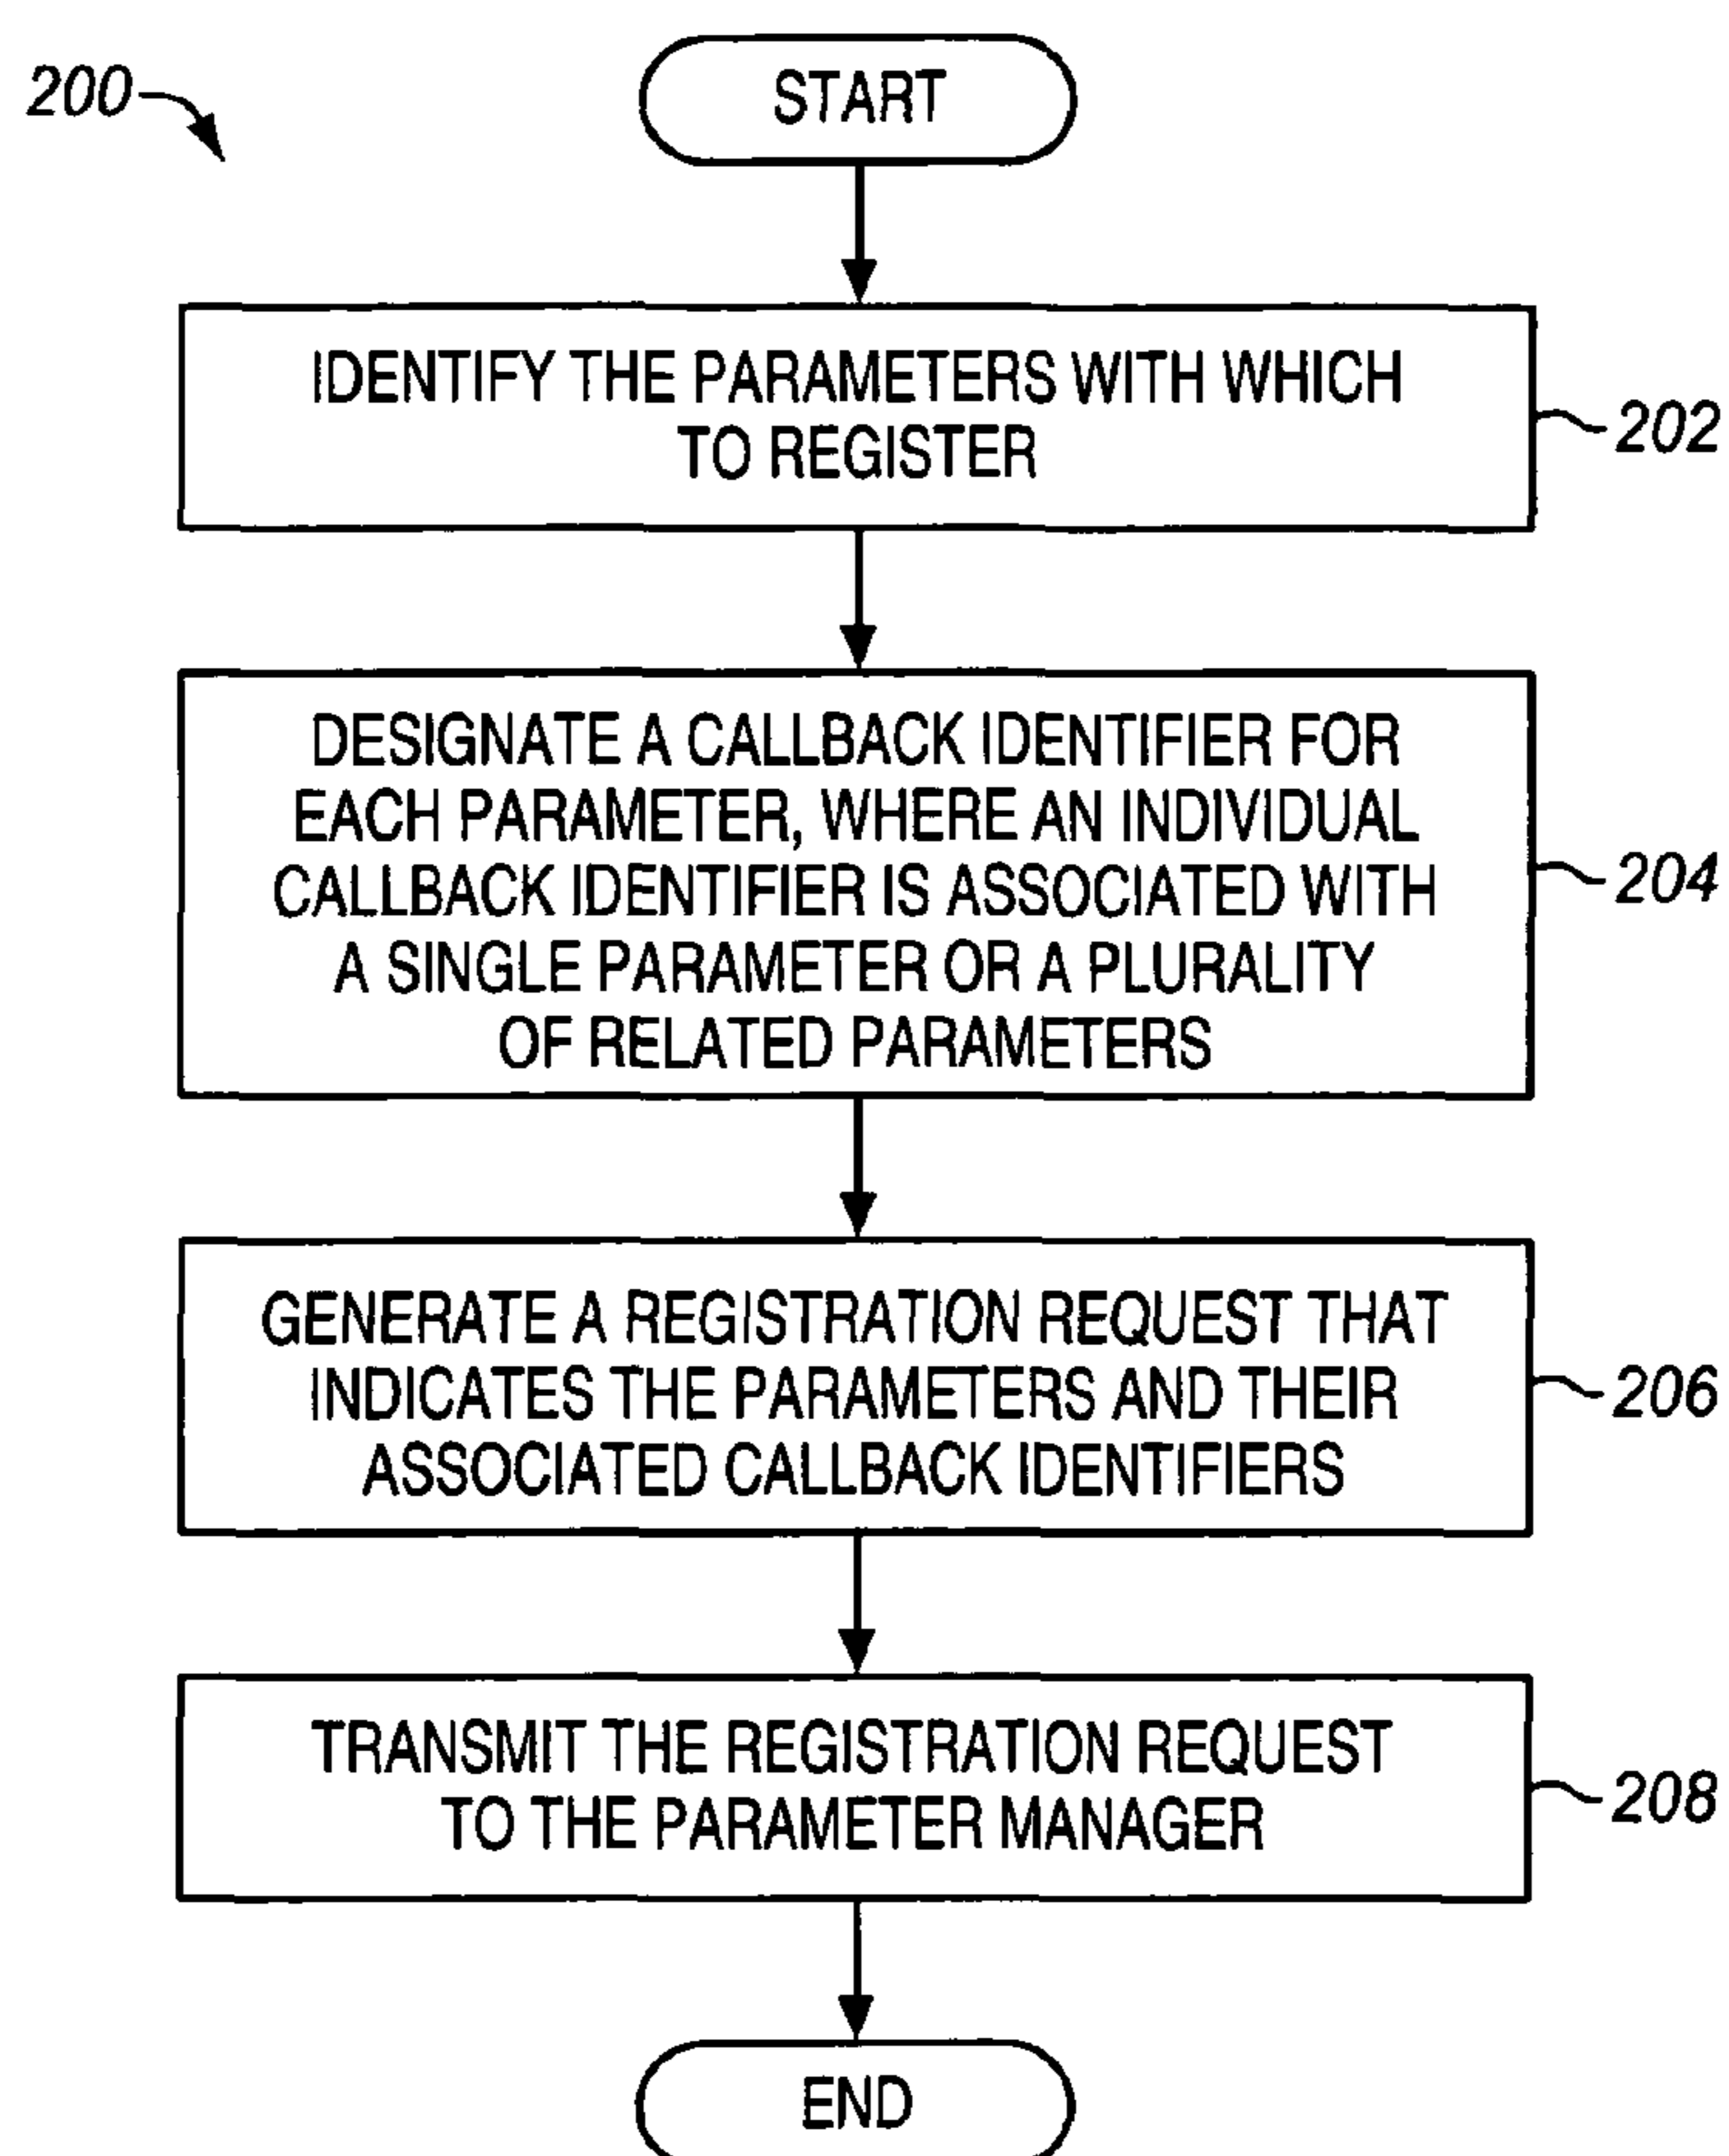 200
START
IDENTIFY THE PARAMETERS WITH WHICH
TO REGISTER
202
DESIGNATE A CALLBACK IDENTIFIER FOR
EACH PARAMETER, WHERE AN INDIVIDUAL
CALLBACK IDENTIFIER IS ASSOCIATED WITH
A SINGLE PARAMETER OR A PLURALITY
OF RELATED PARAMETERS
204
GENERATE A REGISTRATION REQUEST THAT
INDICATES THE PARAMETERS AND THEIR
ASSOCIATED CALLBACK IDENTIFIERS
206
TRANSMIT THE REGISTRATION REQUEST
TO THE PARAMETER MANAGER
208
END